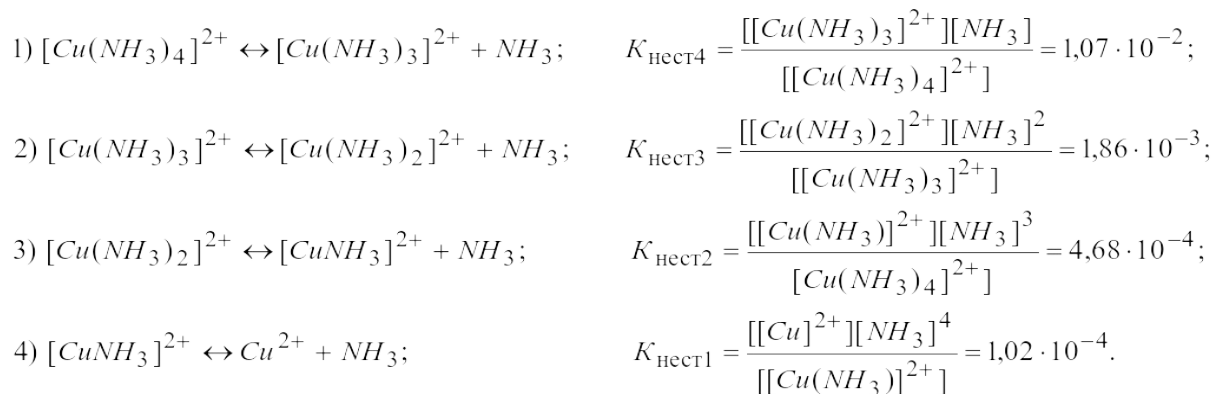 1) [Cu(NH₃)₄]²⁺ ↔ [Cu(NH₃)₃]²⁺ + NH₃; K_нест4 = [[Cu(NH₃)₃]²⁺][NH₃] / [[Cu(NH₃)₄]²⁺] = 1,07·10⁻²;
2) [Cu(NH₃)₃]²⁺ ↔ [Cu(NH₃)₂]²⁺ + NH₃; K_нест3 = [[Cu(NH₃)₂]²⁺][NH₃]² / [[Cu(NH₃)₃]²⁺] = 1,86·10⁻³;
3) [Cu(NH₃)₂]²⁺ ↔ [CuNH₃]²⁺ + NH₃; K_нест2 = [[Cu(NH₃)]²⁺][NH₃]³ / [Cu(NH₃)₄]²⁺] = 4,68·10⁻⁴;
4) [CuNH₃]²⁺ ↔ Cu²⁺ + NH₃; K_нест1 = [[Cu]²⁺][NH₃]⁴ / [[Cu(NH₃)]²⁺] = 1,02·10⁻⁴.